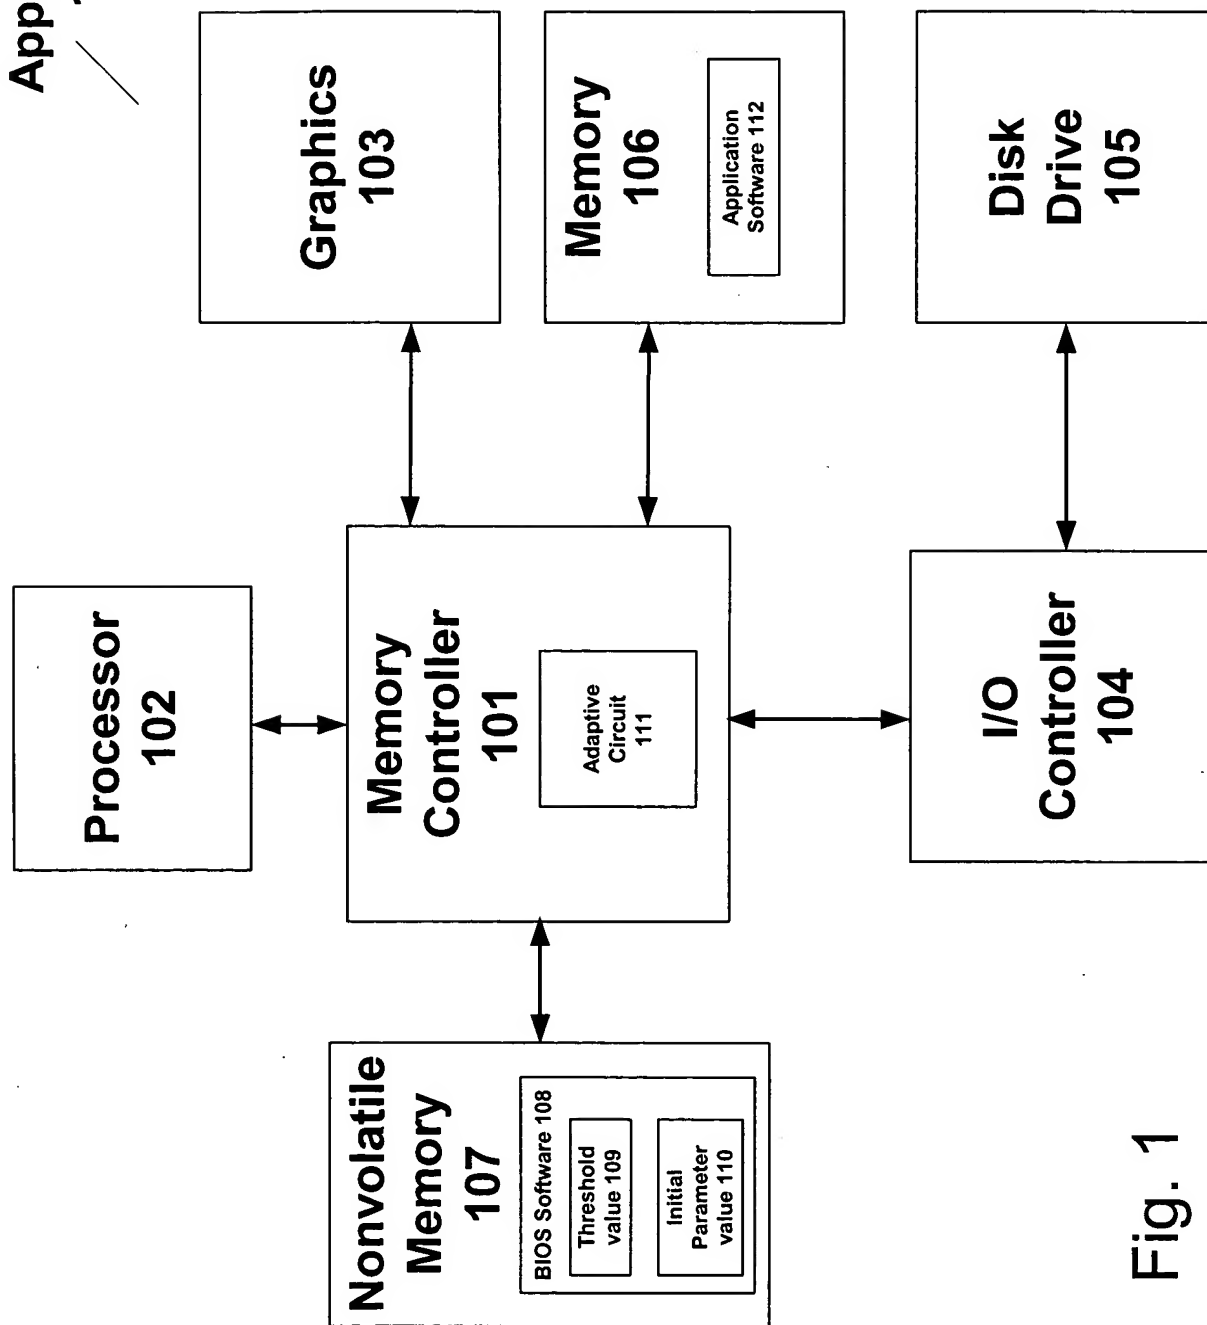 App
Processor
102
Graphics
103
Nonvolatile
Memory
107
BIOS Software 108
Threshold
value 109
Initial
Parameter
value 110
Memory
Controller
101
Adaptive
Circuit
111
Memory
106
Application
Software 112
I/O
Controller
104
Disk
Drive
105
Fig. 1